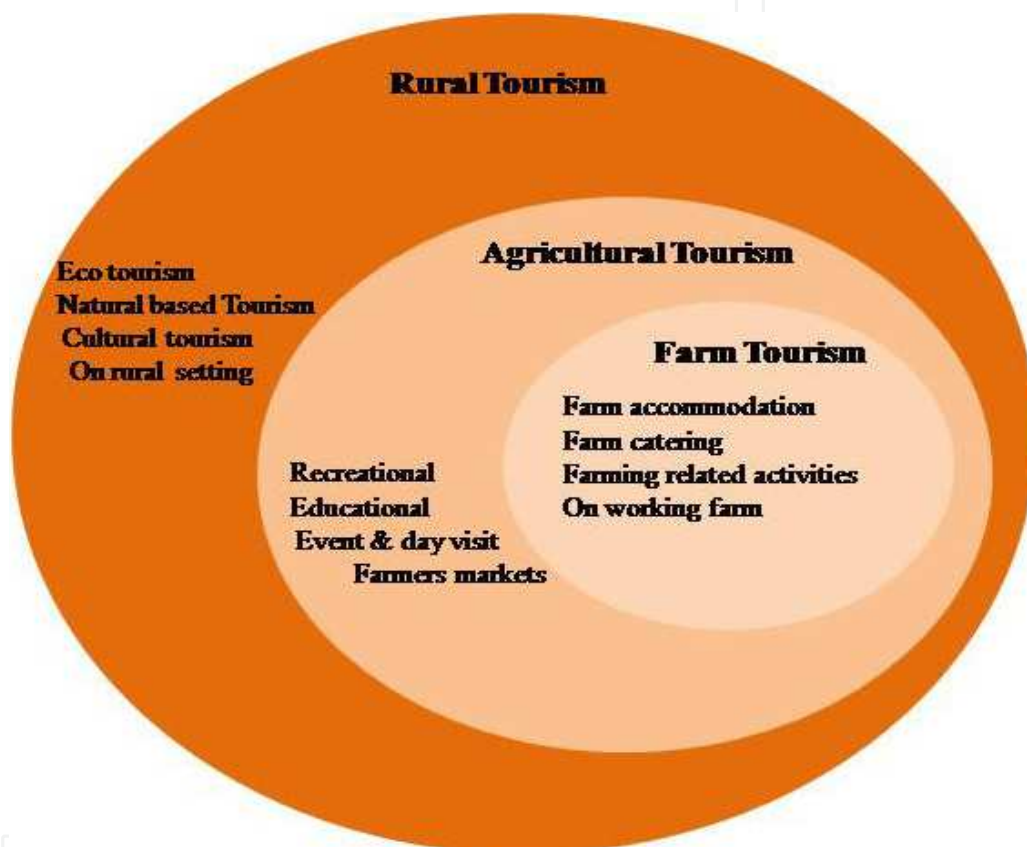 Rural Tourism
Eco tourism
Natural based Tourism
Cultural tourism
On rural setting
Agricultural Tourism
Recreational
Educational
Event & day visit
Farmers markets
Farm Tourism
Farm accommodation
Farm catering
Farming related activities
On working farm